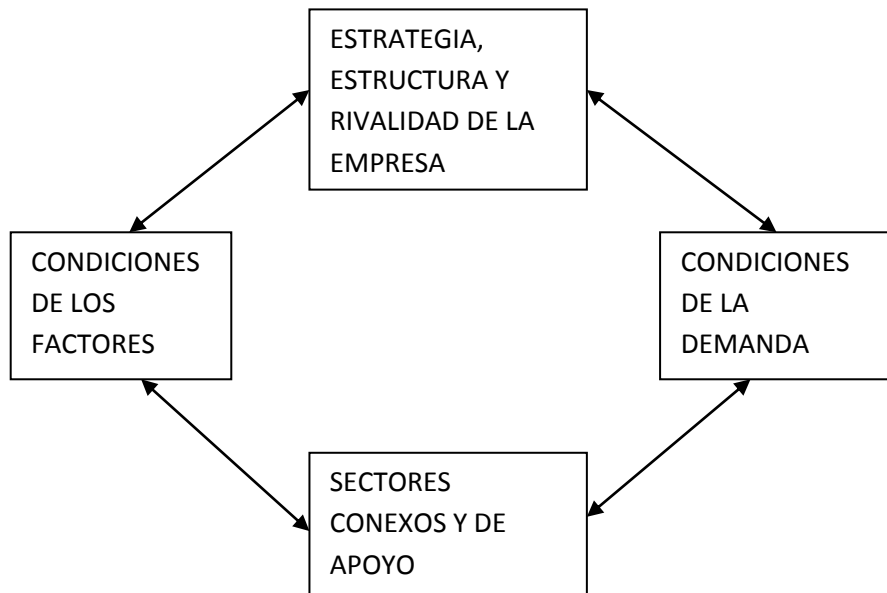 ESTRATEGIA,
ESTRUCTURA Y
RIVALIDAD DE LA
EMPRESA
CONDICIONES
DE LOS
FACTORES
CONDICIONES
DE LA
DEMANDA
SECTORES
CONEXOS Y DE
APOYO